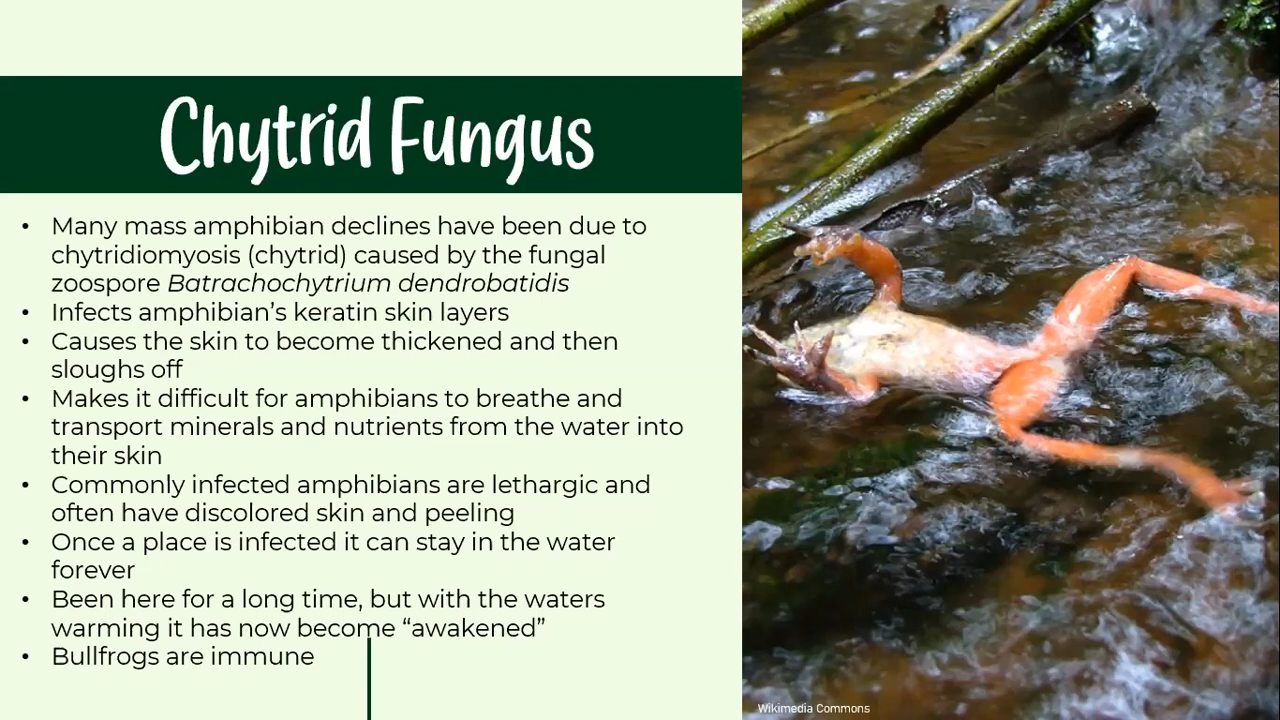 Chytrid Fungus
• Many mass amphibian declines have been due to
chytridiomyosis (chytrid) caused by the fungal
zoospore Batrachochytrium dendrobatidis
• Infects amphibian’s keratin skin layers
• Causes the skin to become thickened and then
sloughs off
• Makes it difficult for amphibians to breathe and
transport minerals and nutrients from the water into
their skin
• Commonly infected amphibians are lethargic and
often have discolored skin and peeling
• Once a place is infected it can stay in the water
forever
• Been here for a long time, but with the waters
warming it has now become “awakened”
• Bullfrogs are immune
Wikimedia Commons